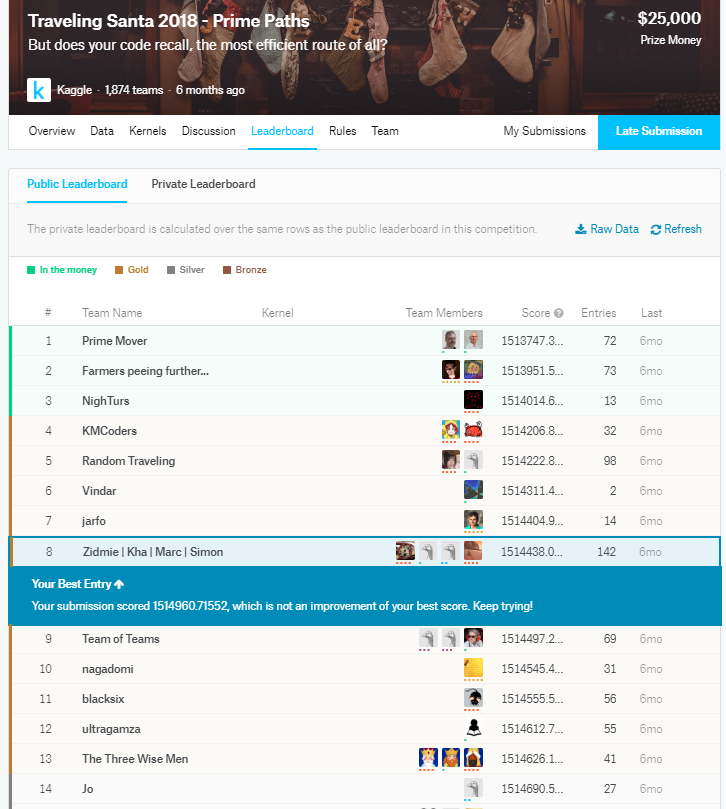 Traveling Santa 2018 - Prime Paths
$25,000
But does your code recall, the most efficient route of all?
Prize Money
k Kaggle · 1,874 teams · 6 months ago
Overview Data Kernels Discussion Leaderboard Rules Team My Submissions Late Submission
Public Leaderboard Private Leaderboard
The private leaderboard is calculated over the same rows as the public leaderboard in this competition. Raw Data Refresh
In the money Gold Silver Bronze
# Team Name Kernel Team Members Score Entries Last
1 Prime Mover 1513747.3... 72 6mo
2 Farmers peeing further... 1513951.5... 73 6mo
3 NighTurs 1514014.6... 13 6mo
4 KMCoders 1514206.8... 32 6mo
5 Random Traveling 1514222.8... 98 6mo
6 Vindar 1514311.4... 2 6mo
7 jarfo 1514404.9... 14 6mo
8 Zidmie | Kha | Marc | Simon 1514438.0... 142 6mo
Your Best Entry
Your submission scored 1514960.71552, which is not an improvement of your best score. Keep trying!
9 Team of Teams 1514497.2... 69 6mo
10 nagadomi 1514545.4... 31 6mo
11 blacksix 1514555.5... 56 6mo
12 ultragamza 1514612.7... 55 6mo
13 The Three Wise Men 1514626.1... 41 6mo
14 Jo 1514690.5... 27 6mo